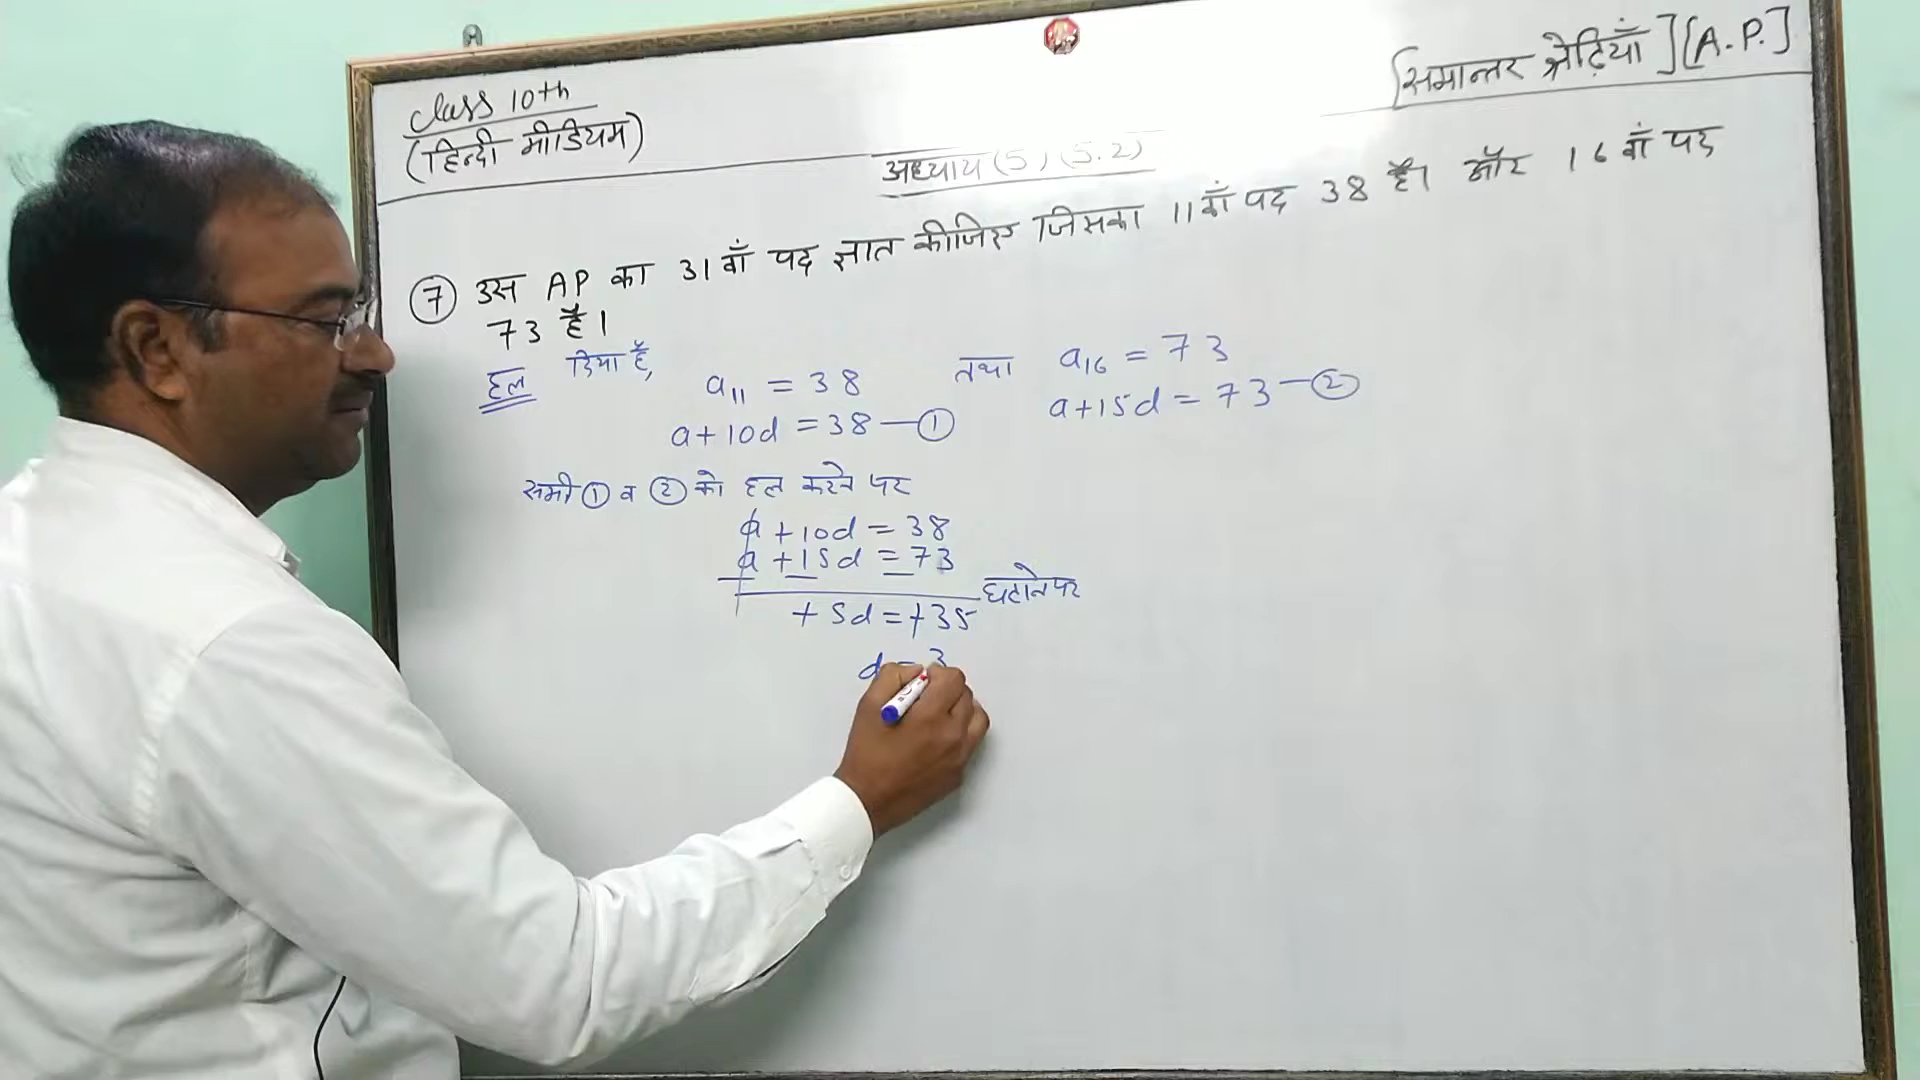 class 10th
(हिन्दी मीडियम)
[समान्तर श्रेढ़ियाँ] [A.P.]
अध्याय (5) (5.2)
7 उस AP का 31वाँ पद ज्ञात कीजिए जिसका 11वाँ पद 38 है। और 16 वाँ पद
73 है।
हल दिया है,
a11 = 38 तथा a16 = 73
a+10d = 38 — 1 a+15d = 73 — 2
समी 1 व 2 को हल करने पर
a + 10d = 38
a + 15d = 73
घटाने पर
+ 5d = +35
d = 3